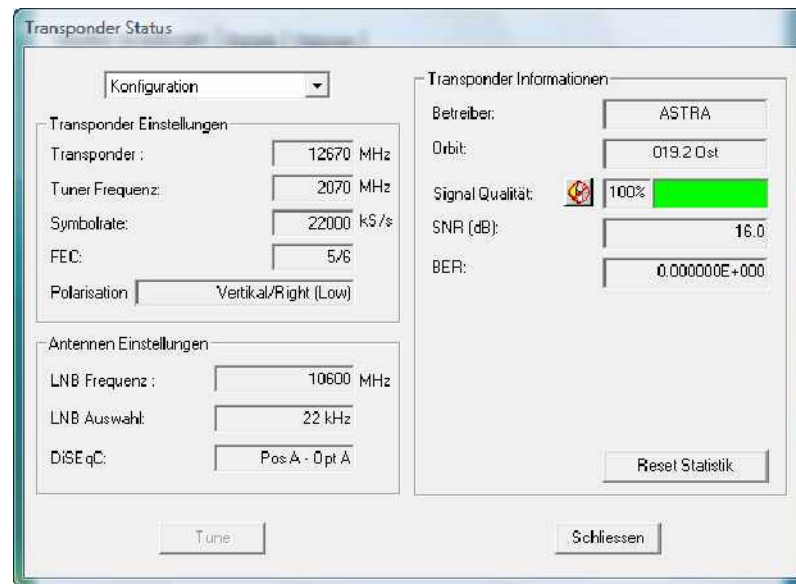 Transponder Status
Konfiguration
Transponder Einstellungen
Transponder : 12670 MHz
Tuner Frequenz: 2070 MHz
Symbolrate: 22000 kS/s
FEC: 5/6
Polarisation Vertikal/Right (Low)
Antennen Einstellungen
LNB Frequenz : 10600 MHz
LNB Auswahl: 22 kHz
DiSEqC: Pos A - Opt A
Tune
Transponder Informationen
Betreiber: ASTRA
Orbit: 019.2 Ost
Signal Qualität: 100%
SNR (dB): 16.0
BER: 0.000000E+000
Reset Statistik
Schliessen